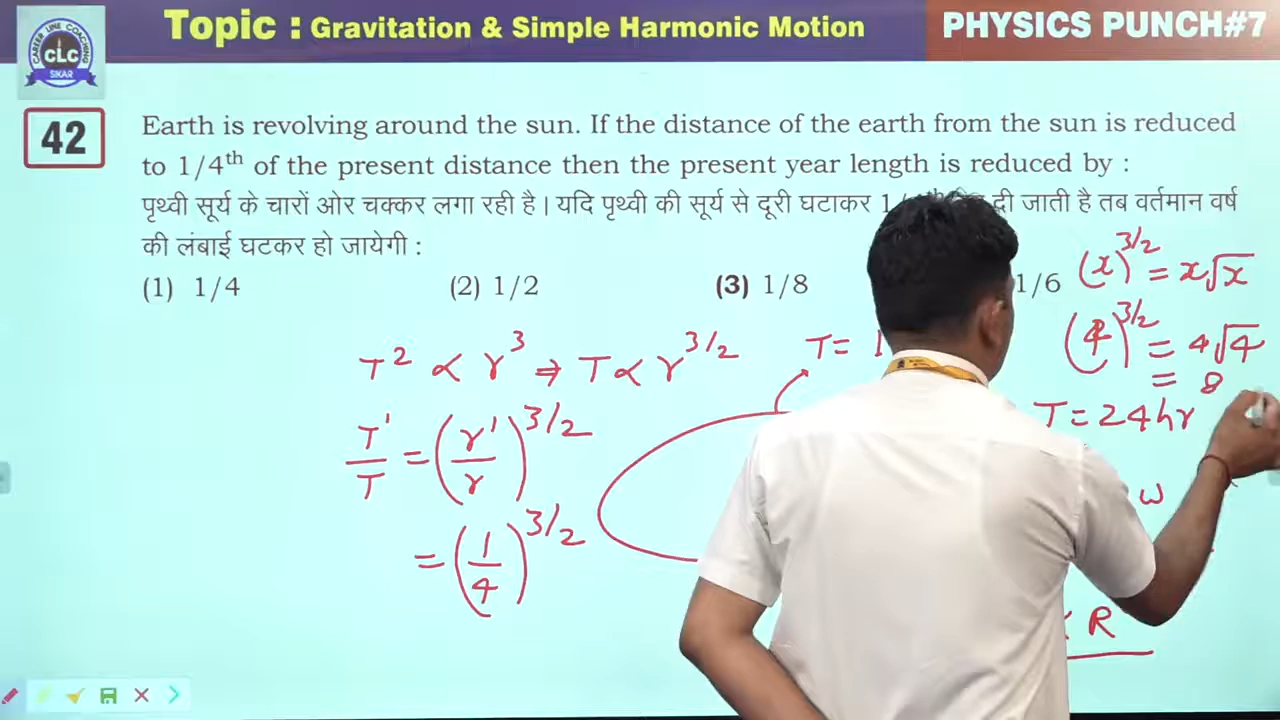 Topic : Gravitation & Simple Harmonic Motion
PHYSICS PUNCH#7
CAREER LINE COACHING
CLC
SIKAR
42
Earth is revolving around the sun. If the distance of the earth from the sun is reduced
to 1/4th of the present distance then the present year length is reduced by :
पृथ्वी सूर्य के चारों ओर चक्कर लगा रही है। यदि पृथ्वी की सूर्य से दूरी घटाकर दी जाती है तब वर्तमान वर्ष
की लंबाई घटकर हो जायेगी :
(1) 1/4 (2) 1/2 (3) 1/8 1/6
(x)^3/2 = x√x
T² ∝ r³ ⇒ T ∝ r^3/2
T =
(4)^3/2 = 4√4
= 8
T'/T = (r'/r)^3/2
T = 24hr
ω
= (1/4)^3/2
R